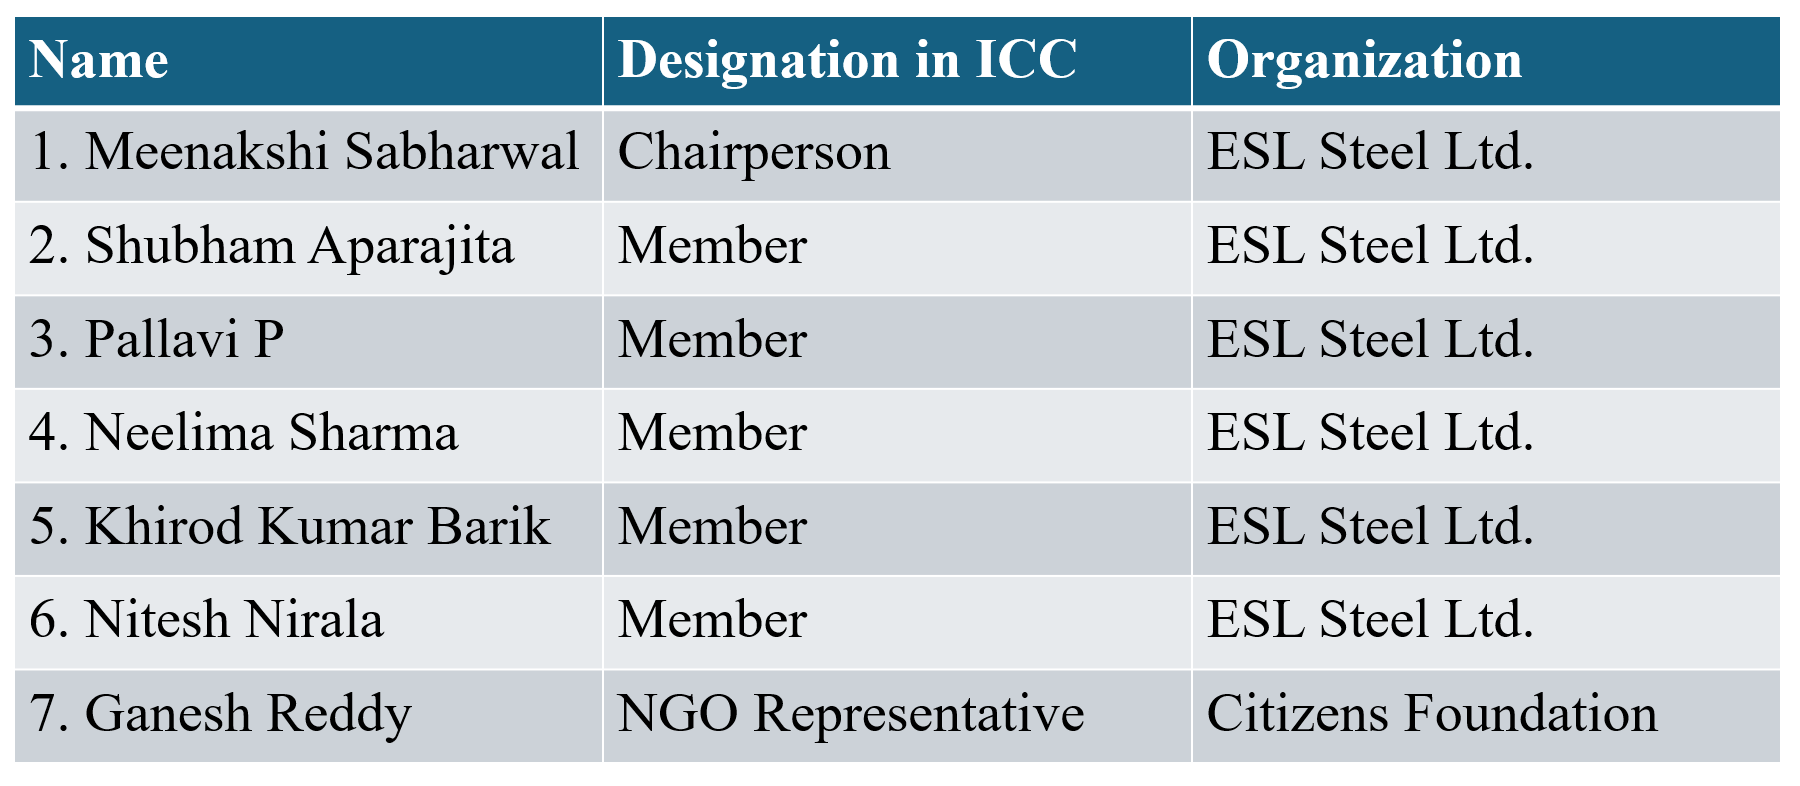 Name Designation in ICC Organization
1. Meenakshi Sabharwal Chairperson ESL Steel Ltd.
2. Shubham Aparajita Member ESL Steel Ltd.
3. Pallavi P Member ESL Steel Ltd.
4. Neelima Sharma Member ESL Steel Ltd.
5. Khirod Kumar Barik Member ESL Steel Ltd.
6. Nitesh Nirala Member ESL Steel Ltd.
7. Ganesh Reddy NGO Representative Citizens Foundation